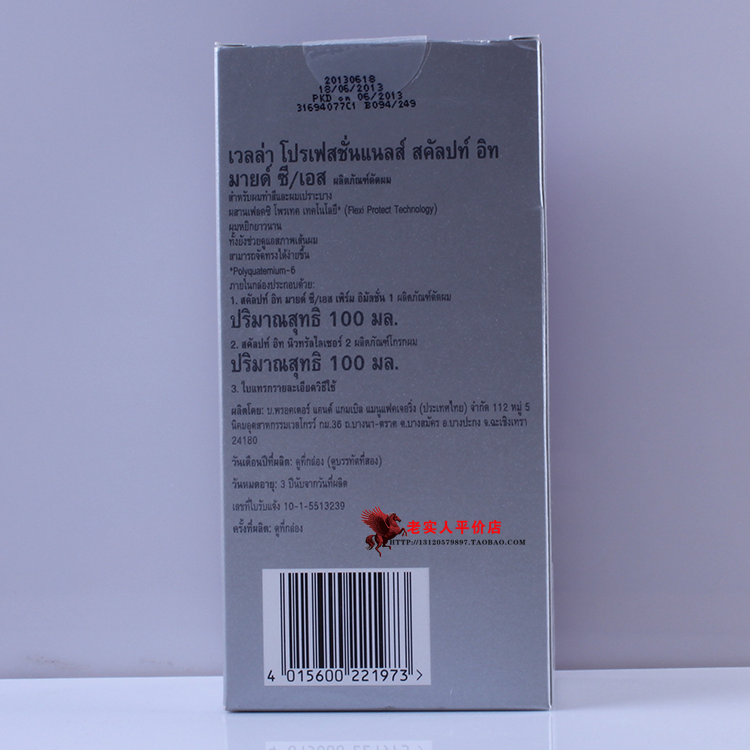 20130618
18/06/2013
PKD on 06/2013
31694077C1 B094/249
เวลล่า โปรเฟสชั่นแนลส์ สคัลปท์ อิท
มายด์ ซี/เอส ผลิตภัณฑ์ดัดผม
สำหรับผมทำสีและผมเปราะบาง
ผสานเฟลคซิ โพรเทค เทคโนโลยี* (Flexi Protect Technology)
ผมหยิกยาวนาน
ทั้งยังช่วยดูแลสภาพเส้นผม
สามารถจัดทรงได้ง่ายขึ้น
*Polyquaternium-6
ภายในกล่องประกอบด้วย:
1. สคัลปท์ อิท มายด์ ซี/เอส เพิร์ม อิมัลชั่น 1 ผลิตภัณฑ์ดัดผม
ปริมาณสุทธิ 100 มล.
2. สคัลปท์ อิท นิวทรัลไลเซอร์ 2 ผลิตภัณฑ์โกรกผม
ปริมาณสุทธิ 100 มล.
3. ใบแทรกรายละเอียดวิธีใช้
ผลิตโดย: บ.พรอคเตอร์ แอนด์ แกมเบิล แมนูแฟคเจอริ่ง (ประเทศไทย) จำกัด 112 หมู่ 5
นิคมอุตสาหกรรมเวลโกรว์ กม.36 ถ.บางนา-ตราด ต.บางสมัคร อ.บางปะกง จ.ฉะเชิงเทรา
24180
วันเดือนปีที่ผลิต: ดูที่กล่อง (ดูบรรทัดที่สอง)
วันหมดอายุ: 3 ปีนับจากวันที่ผลิต
เลขที่ใบรับแจ้ง 10-1-5513239
ครั้งที่ผลิต: ดูที่กล่อง
老实人平价店
HTTP://13120579897.TAOBAO.COM
4 015600 221973 >